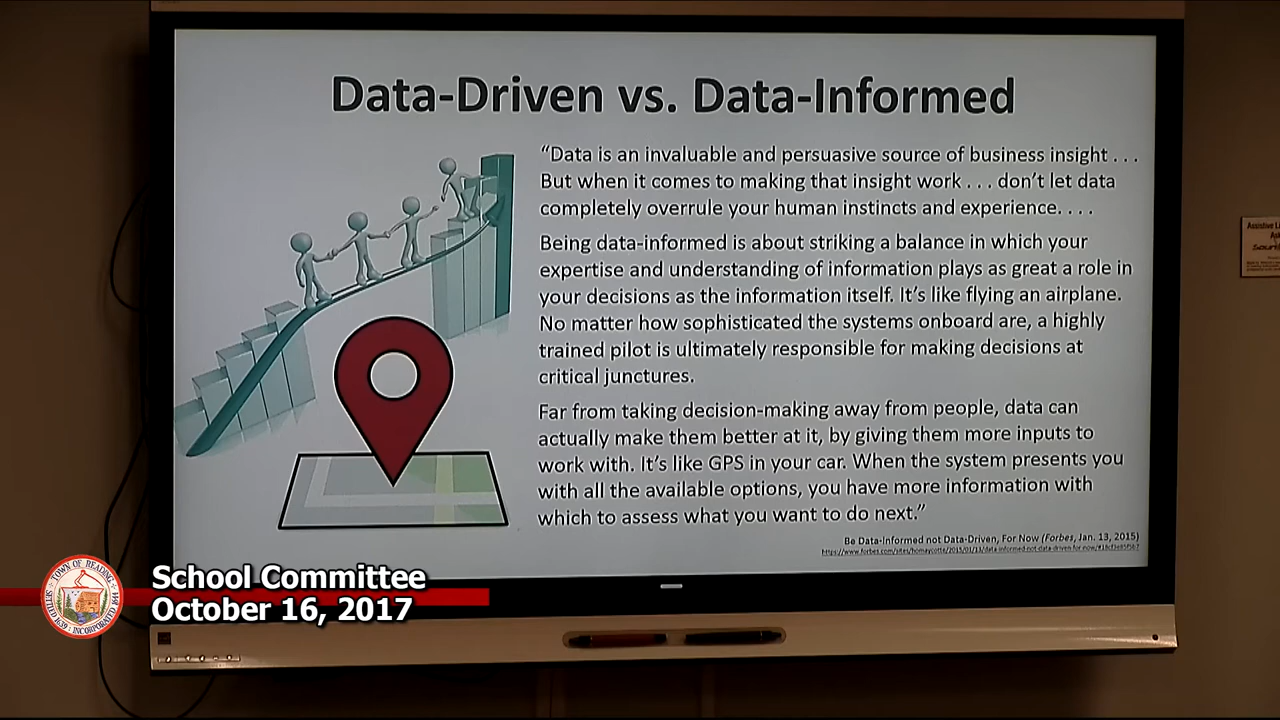 Data-Driven vs. Data-Informed
“Data is an invaluable and persuasive source of business insight . . .
But when it comes to making that insight work . . . don’t let data
completely overrule your human instincts and experience. . . .
Being data-informed is about striking a balance in which your
expertise and understanding of information plays as great a role in
your decisions as the information itself. It’s like flying an airplane.
No matter how sophisticated the systems onboard are, a highly
trained pilot is ultimately responsible for making decisions at
critical junctures.
Far from taking decision-making away from people, data can
actually make them better at it, by giving them more inputs to
work with. It’s like GPS in your car. When the system presents you
with all the available options, you have more information with
which to assess what you want to do next.”
Be Data-Informed not Data-Driven, For Now (Forbes, Jan. 13, 2015)
Assistive
TOWN OF READING
SETTLED 1639 INCORPORATED 1644
School Committee
October 16, 2017